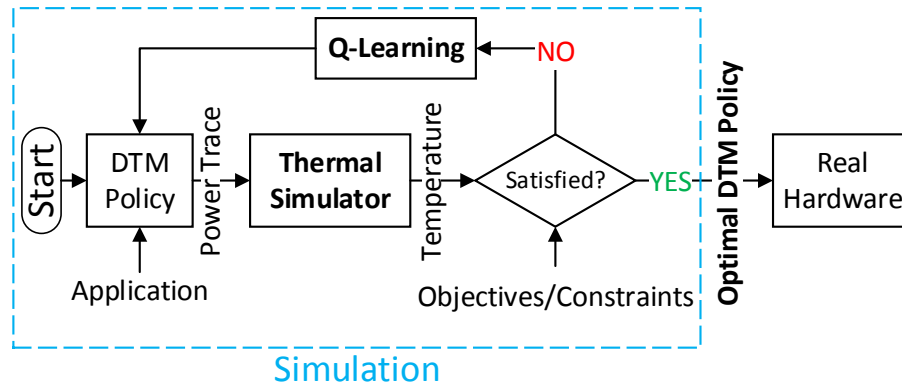 Q-Learning
NO
Start
DTM
Policy
Power Trace
Thermal
Simulator
Temperature
Satisfied?
YES
Optimal DTM Policy
Real
Hardware
Application
Objectives/Constraints
Simulation